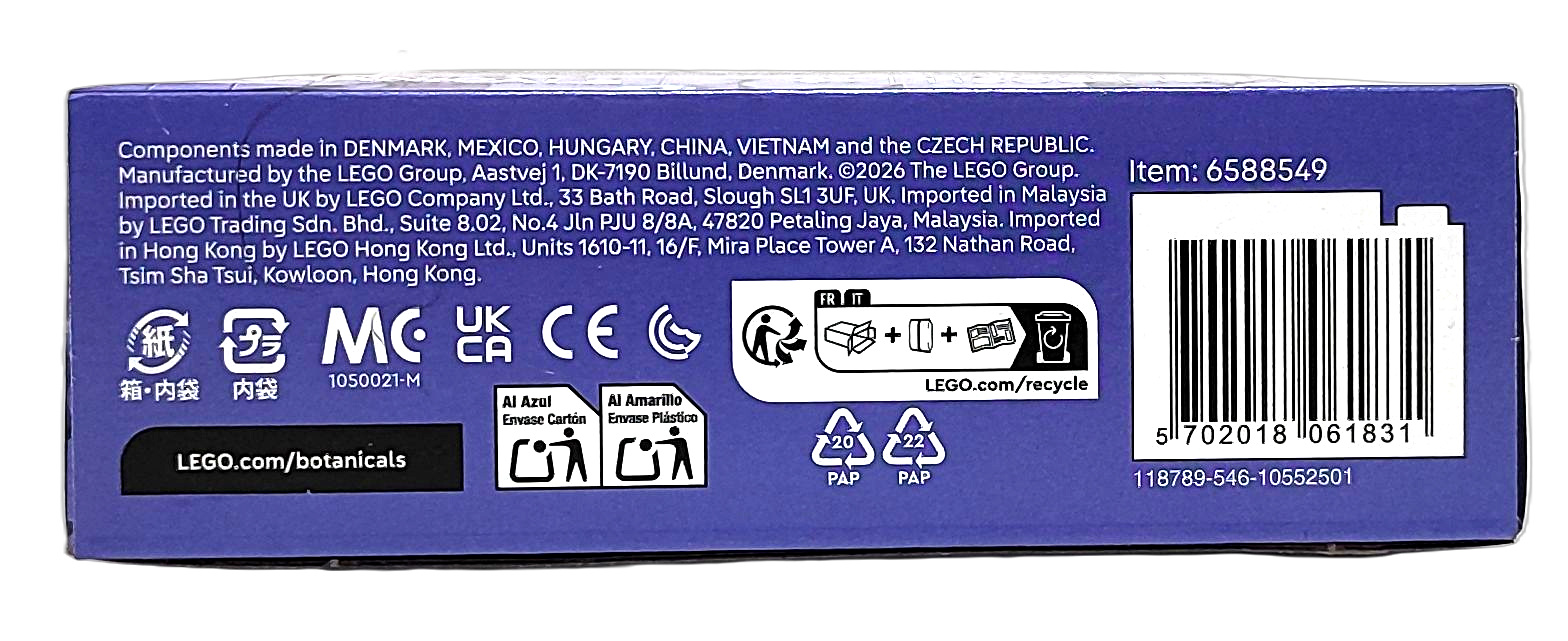 Components made in DENMARK, MEXICO, HUNGARY, CHINA, VIETNAM and the CZECH REPUBLIC.
Manufactured by the LEGO Group, Aastvej 1, DK-7190 Billund, Denmark. ©2026 The LEGO Group.
Imported in the UK by LEGO Company Ltd., 33 Bath Road, Slough SL1 3UF, UK. Imported in Malaysia
by LEGO Trading Sdn. Bhd., Suite 8.02, No.4 Jln PJU 8/8A, 47820 Petaling Jaya, Malaysia. Imported
in Hong Kong by LEGO Hong Kong Ltd., Units 1610-11, 16/F, Mira Place Tower A, 132 Nathan Road,
Tsim Sha Tsui, Kowloon, Hong Kong.
紙
箱・内袋
プラ
内袋
MC
1050021-M
UK
CA
CE
FR IT
LEGO.com/recycle
LEGO.com/botanicals
Al Azul
Envase Cartón
Al Amarillo
Envase Plástico
20
PAP
22
PAP
Item: 6588549
5 702018 061831
118789-546-10552501